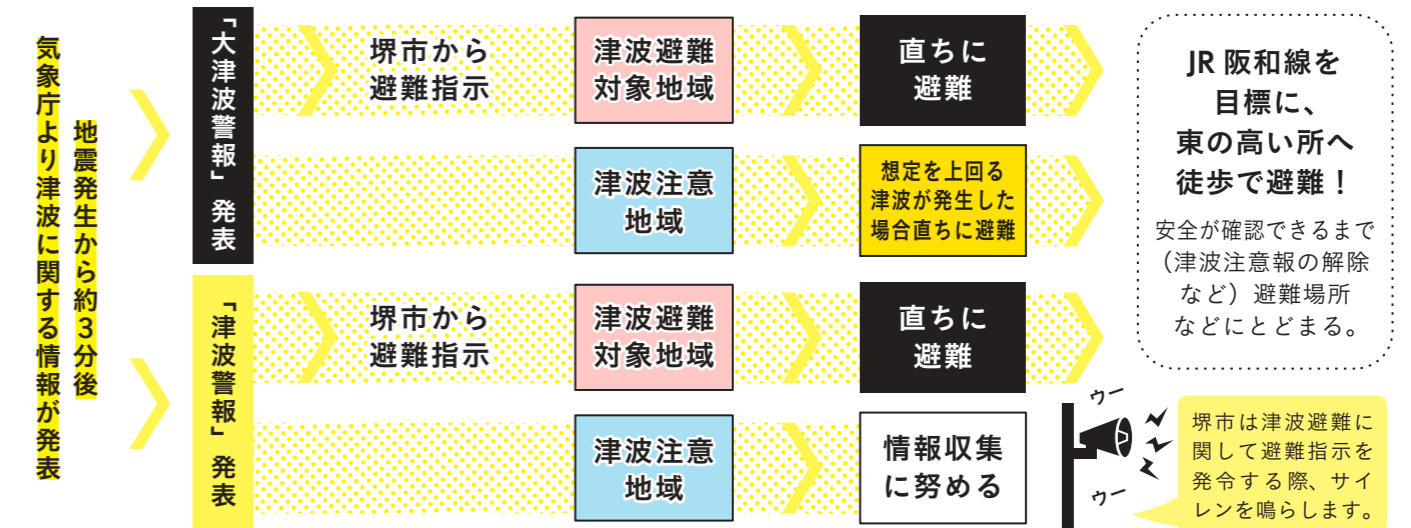 地震発生から約3分後
気象庁より津波に関する情報が発表
「大津波警報」発表
堺市から
避難指示
津波避難
対象地域
直ちに
避難
津波注意
地域
想定を上回る
津波が発生した
場合直ちに避難
JR 阪和線を
目標に、
東の高い所へ
徒歩で避難！
安全が確認できるまで
（津波注意報の解除
など）避難場所
などにとどまる。
「津波警報」発表
堺市から
避難指示
津波避難
対象地域
直ちに
避難
津波注意
地域
情報収集
に努める
ウー
ウー
堺市は津波避難に
関して避難指示を
発令する際、サイ
レンを鳴らします。